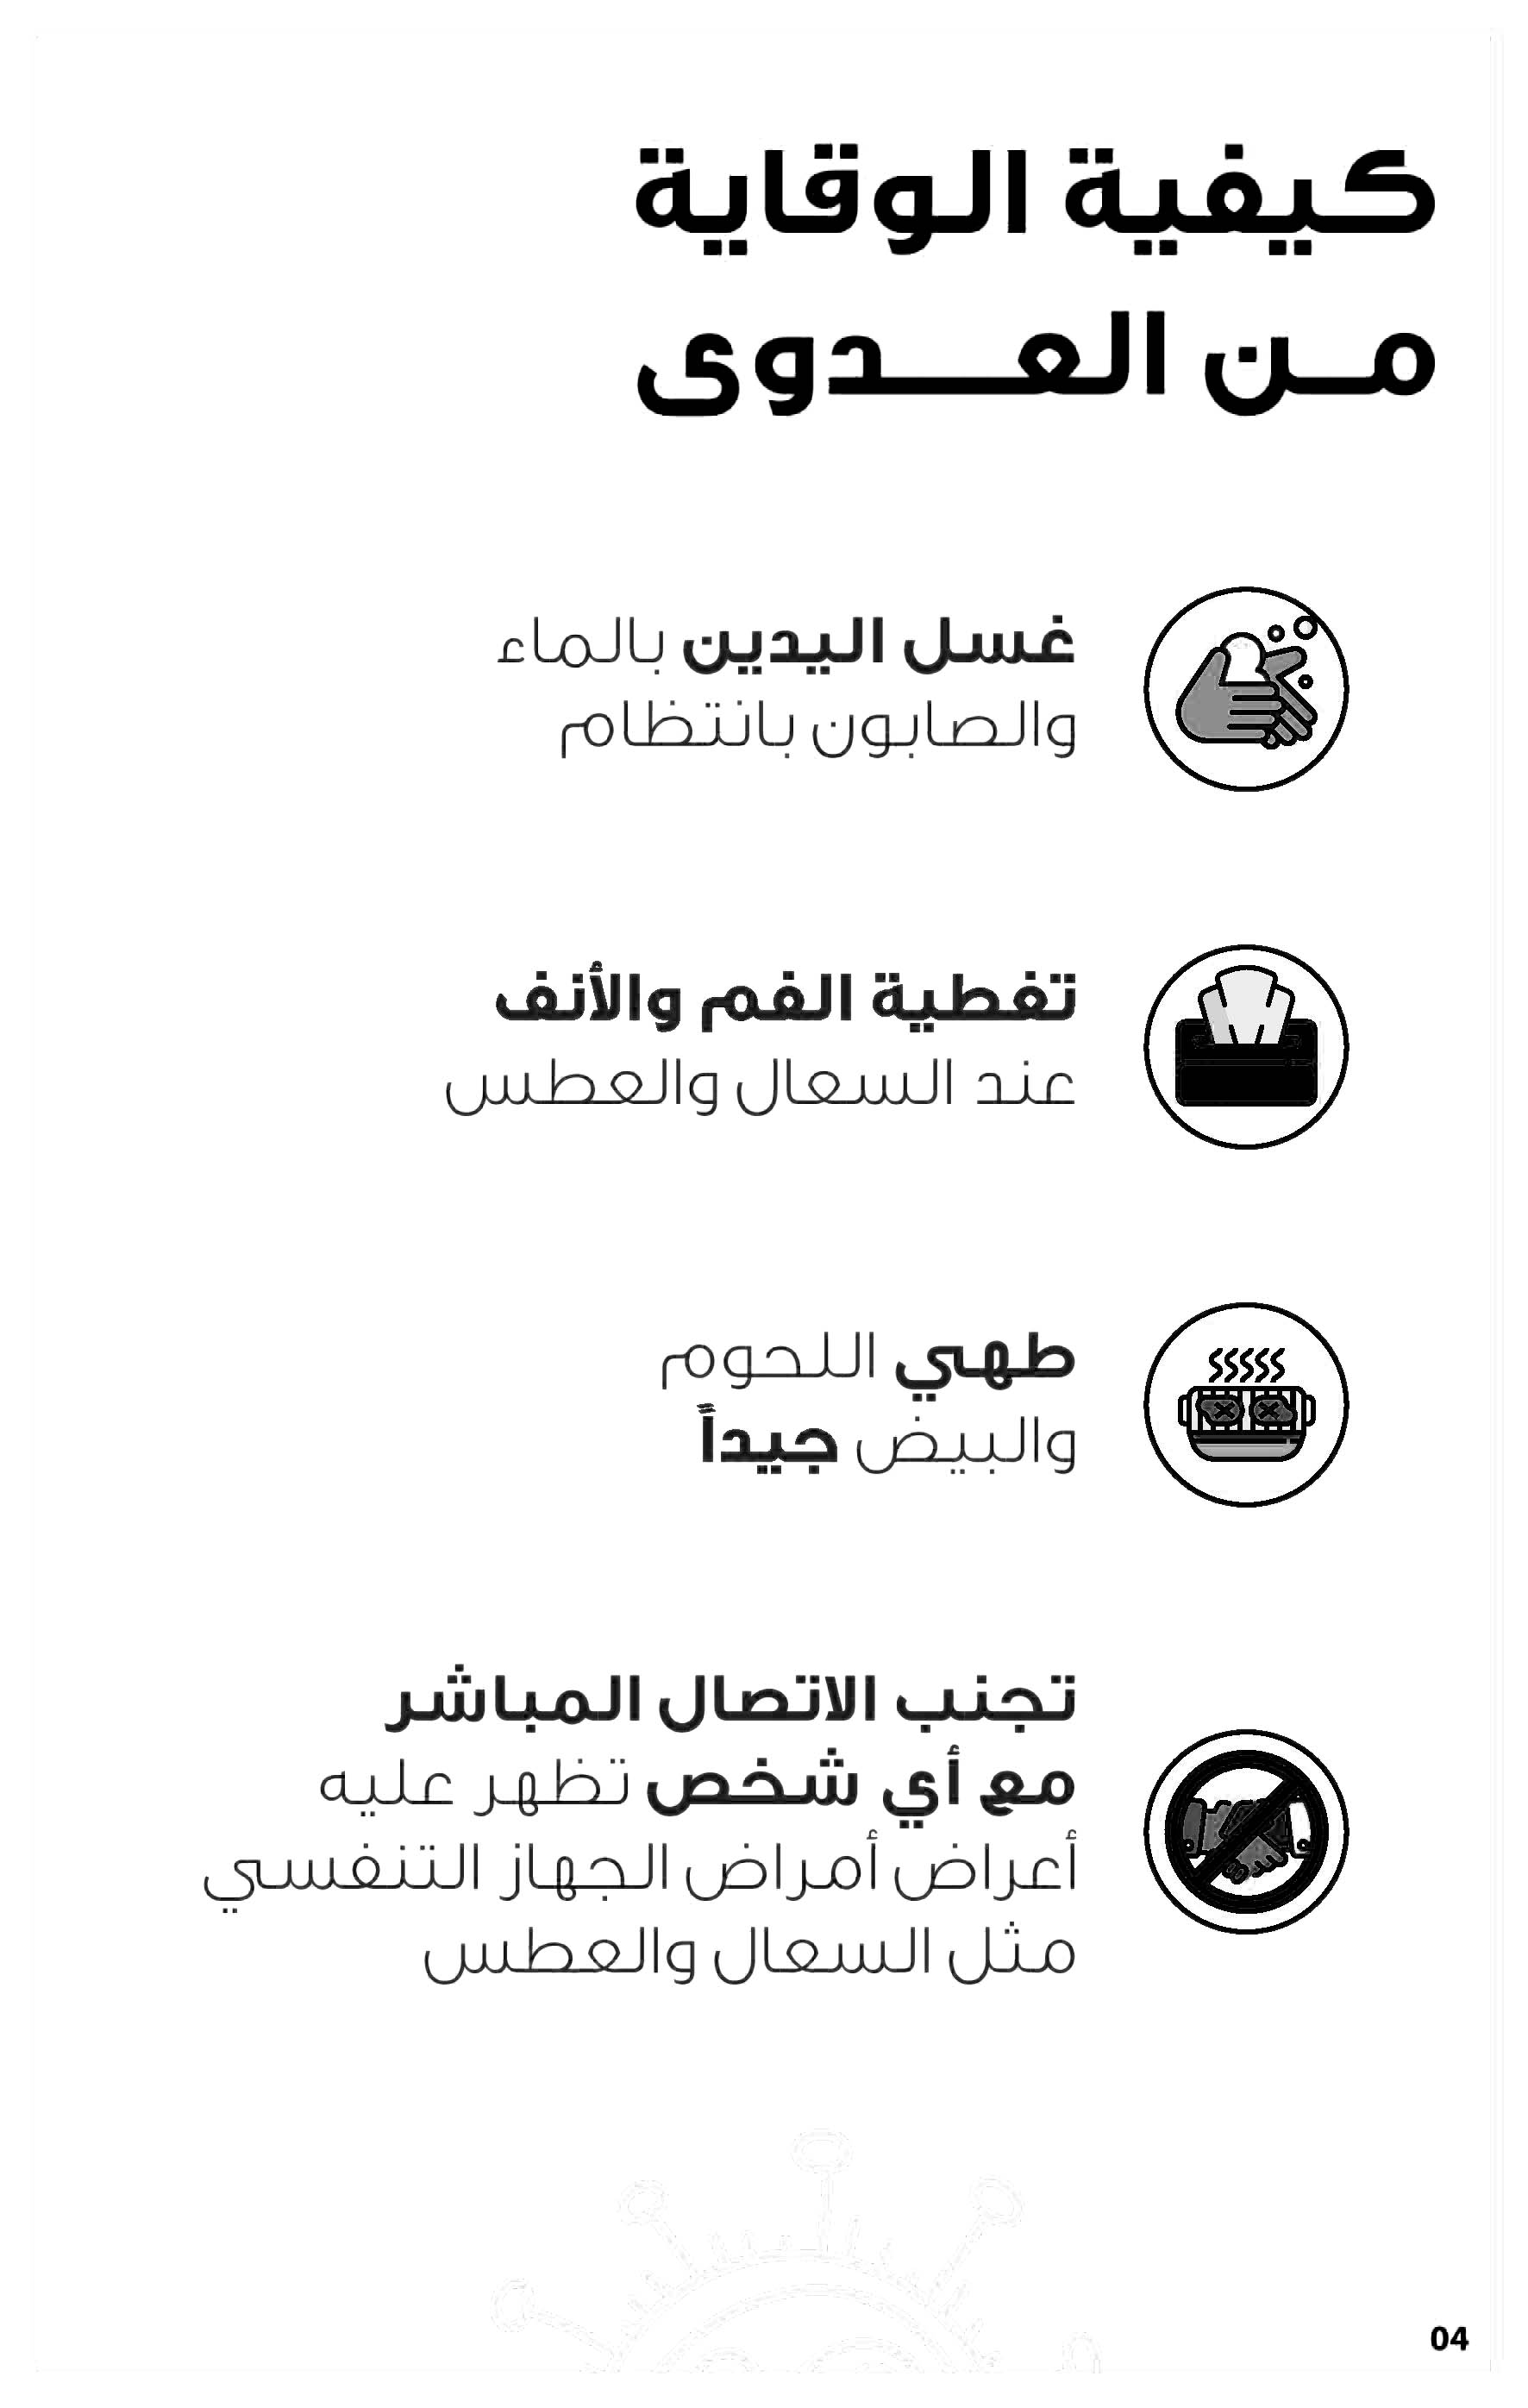 كيفية الوقاية
مـن العـــدوى
غسل اليدين بالماء
والصابون بانتظام
تغطية الفم والأنف
عند السعال والعطس
طهي اللحوم
والبيض جيداً
تجنب الاتصال المباشر
مع أي شخص تظهر عليه
أعراض أمراض الجهاز التنفسي
مثل السعال والعطس
04